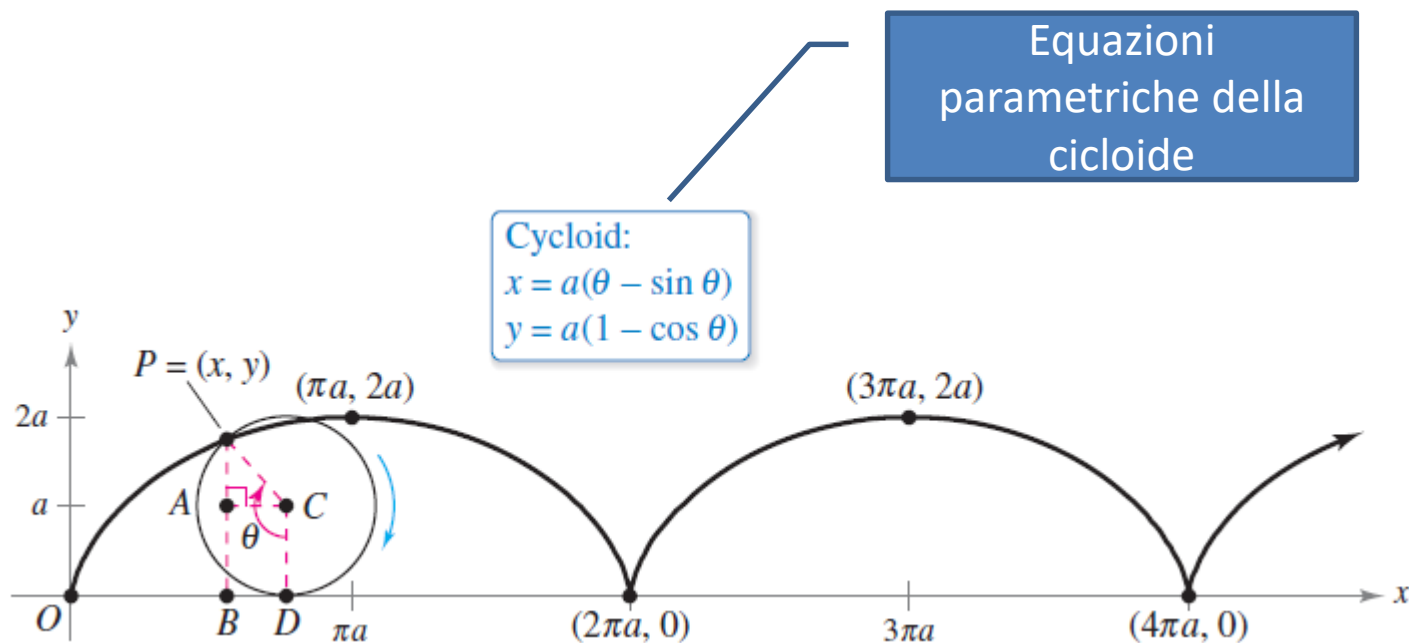 Equazioni
parametriche della
cicloide
Cycloid:
x = a(θ – sin θ)
y = a(1 – cos θ)
y
P = (x, y)
(πa, 2a)
(3πa, 2a)
2a
a
A
C
θ
O
B
D
πa
(2πa, 0)
3πa
(4πa, 0)
x